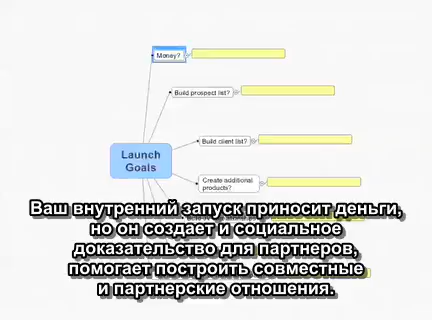 Money?
Build prospect list?
Build client list?
Launch
Goals
Create additional
products?
Ваш внутренний запуск приносит деньги,
но он создает и социальное
доказательство для партнеров,
помогает построить совместные
и партнерские отношения.